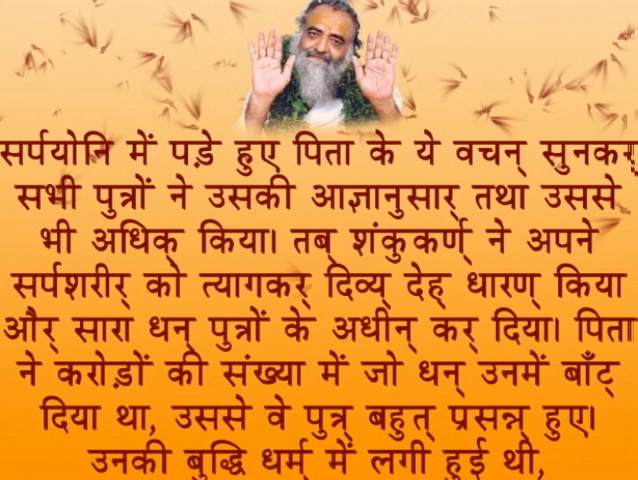 सर्पयोनि में पड़े हुए पिता के ये वचन् सुनकर्
सभी पुत्रों ने उसकी आज्ञानुसार् तथा उससे
भी अधिक् किया। तब् शंकुकर्ण् ने अपने
सर्पशरीर् को त्यागकर् दिव्य् देह् धारण् किया
और् सारा धन् पुत्रों के अधीन् कर् दिया। पिता
ने करोड़ों की संख्या में जो धन् उनमें बाँट्
दिया था, उससे वे पुत्र् बहुत् प्रसन्न् हुए।
उनकी बुद्धि धर्म् में लगी हुई थी,